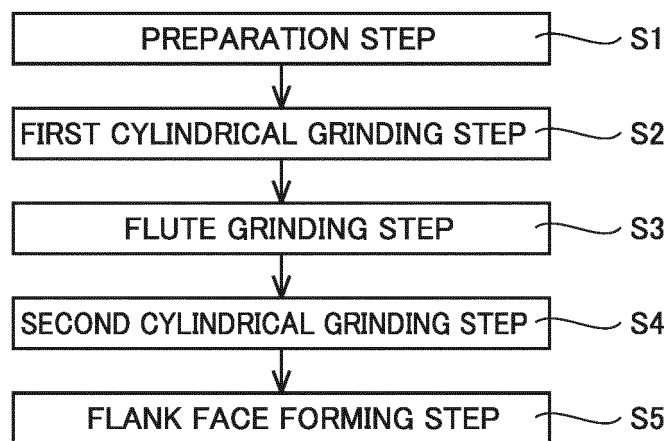 PREPARATION STEP S1
FIRST CYLINDRICAL GRINDING STEP S2
FLUTE GRINDING STEP S3
SECOND CYLINDRICAL GRINDING STEP S4
FLANK FACE FORMING STEP S5